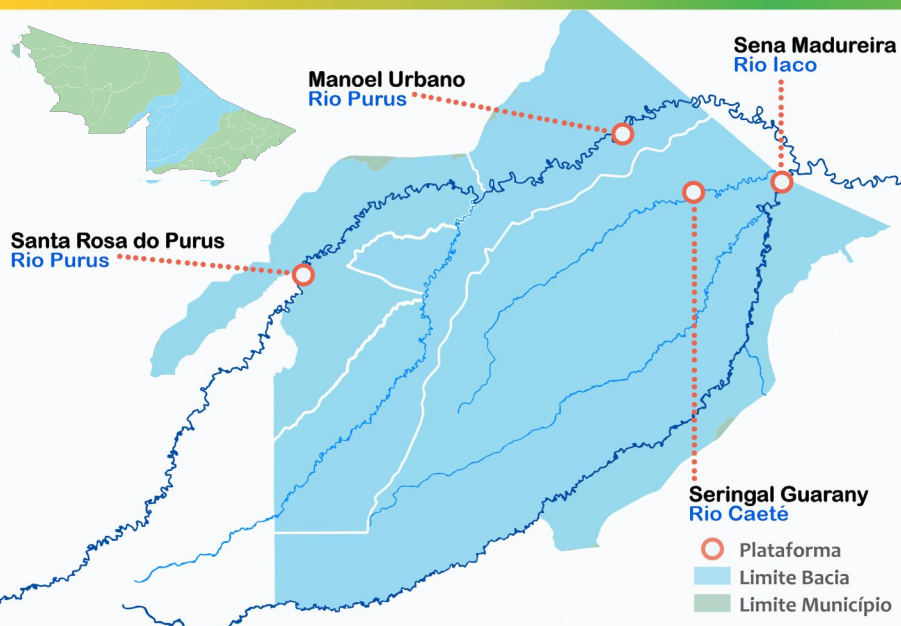 Sena Madureira
Rio Iaco
Manoel Urbano
Rio Purus
Santa Rosa do Purus
Rio Purus
Seringal Guarany
Rio Caeté
Plataforma
Limite Bacia
Limite Município